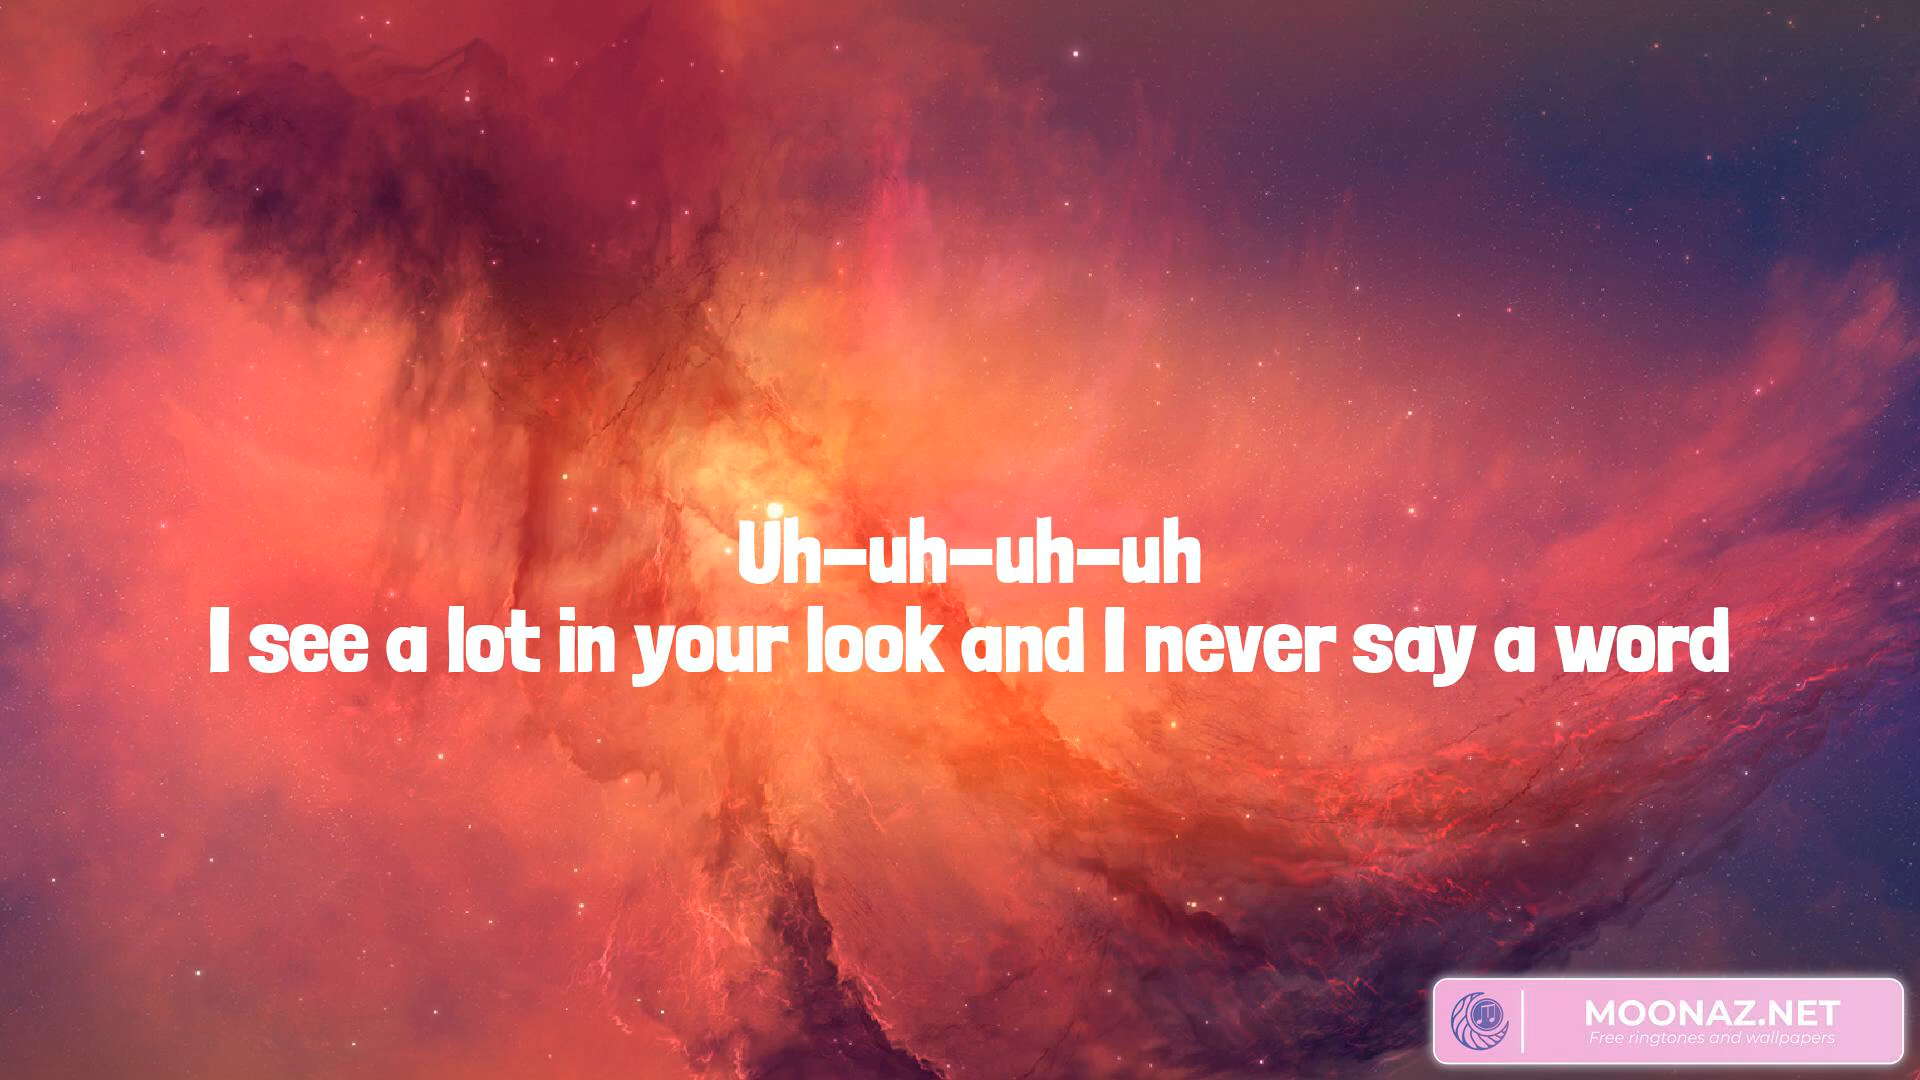 Uh-uh-uh-uh
I see a lot in your look and I never say a word
MOONAZ.NET
Free ringtones and wallpapers